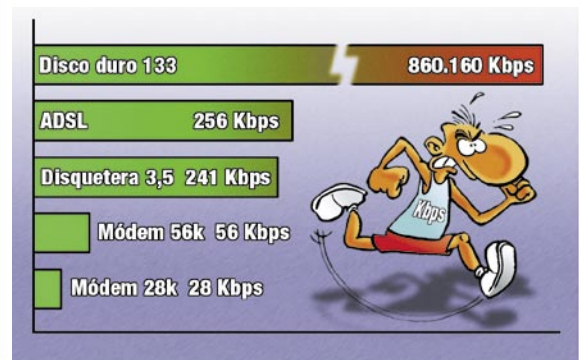 Disco duro 133 860.160 Kbps
ADSL 256 Kbps
Disquetera 3,5 241 Kbps
Módem 56k 56 Kbps
Módem 28k 28 Kbps
Kbps